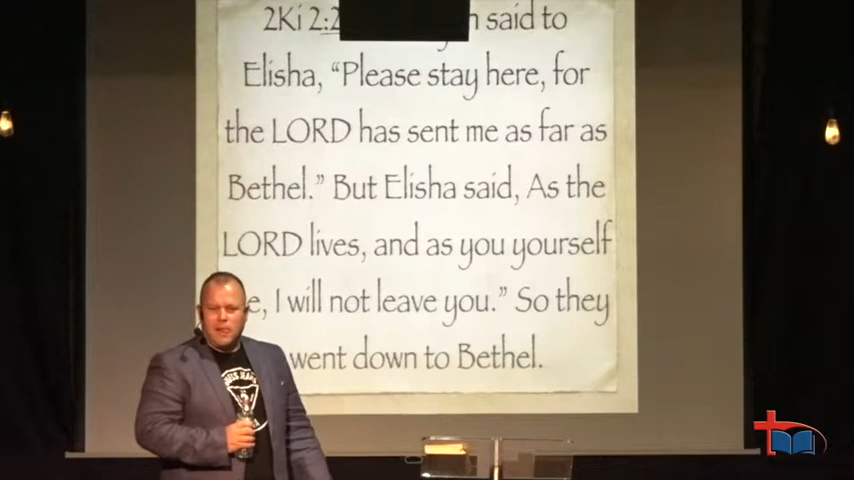 2Ki 2:2 said to
Elisha, “Please stay here, for
the LORD has sent me as far as
Bethel.” But Elisha said, As the
LORD lives, and as you yourself
I will not leave you.” So they
went down to Bethel.